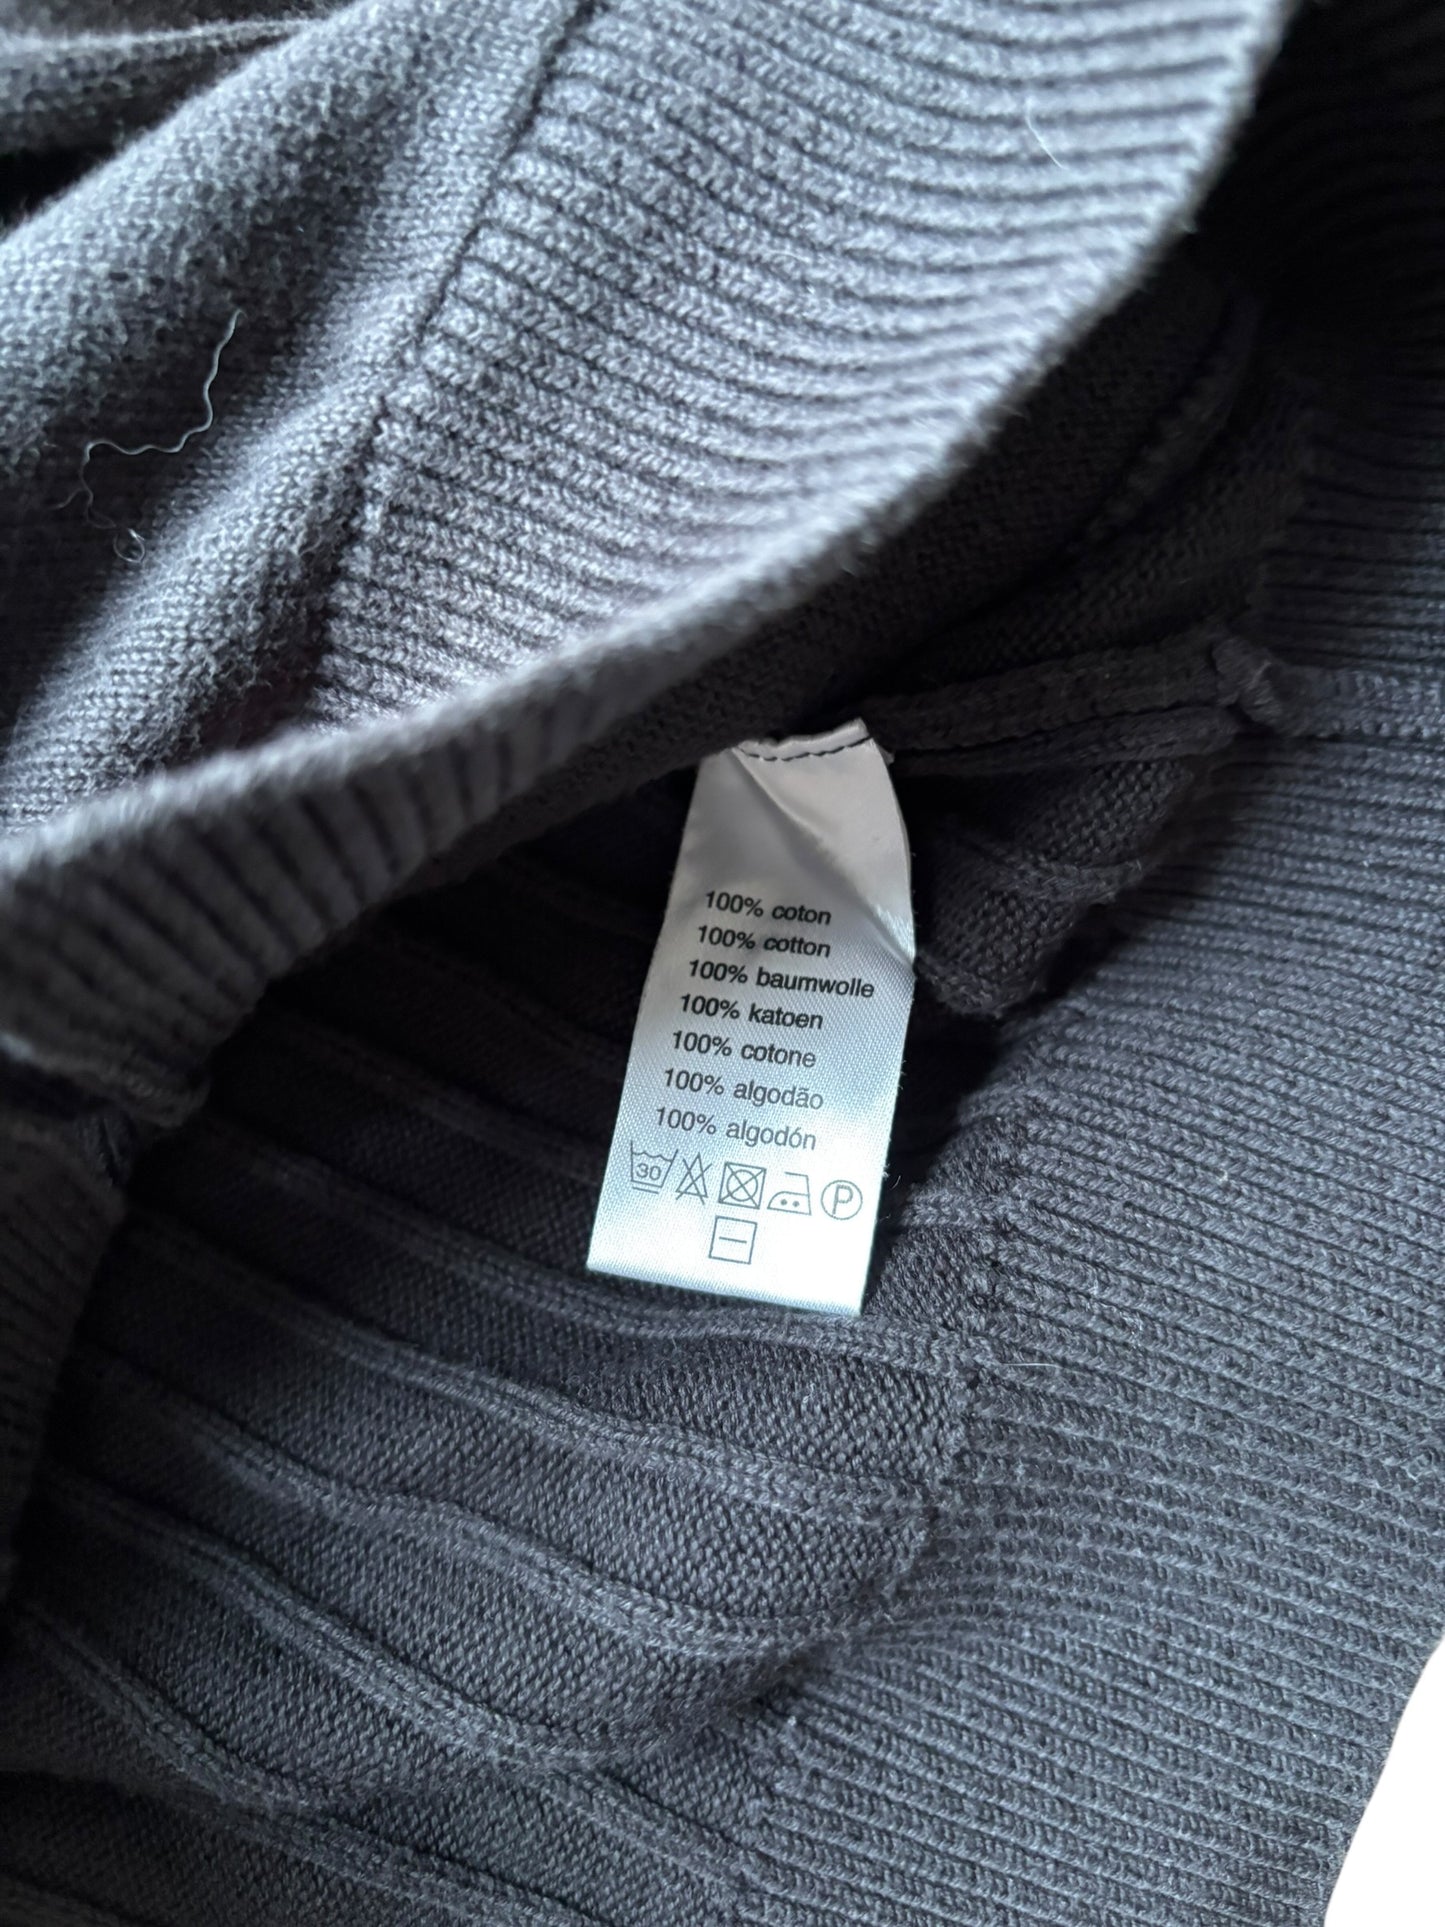 100% coton
100% cotton
100% baumwolle
100% katoen
100% cotone
100% algodão
100% algodón
30 P